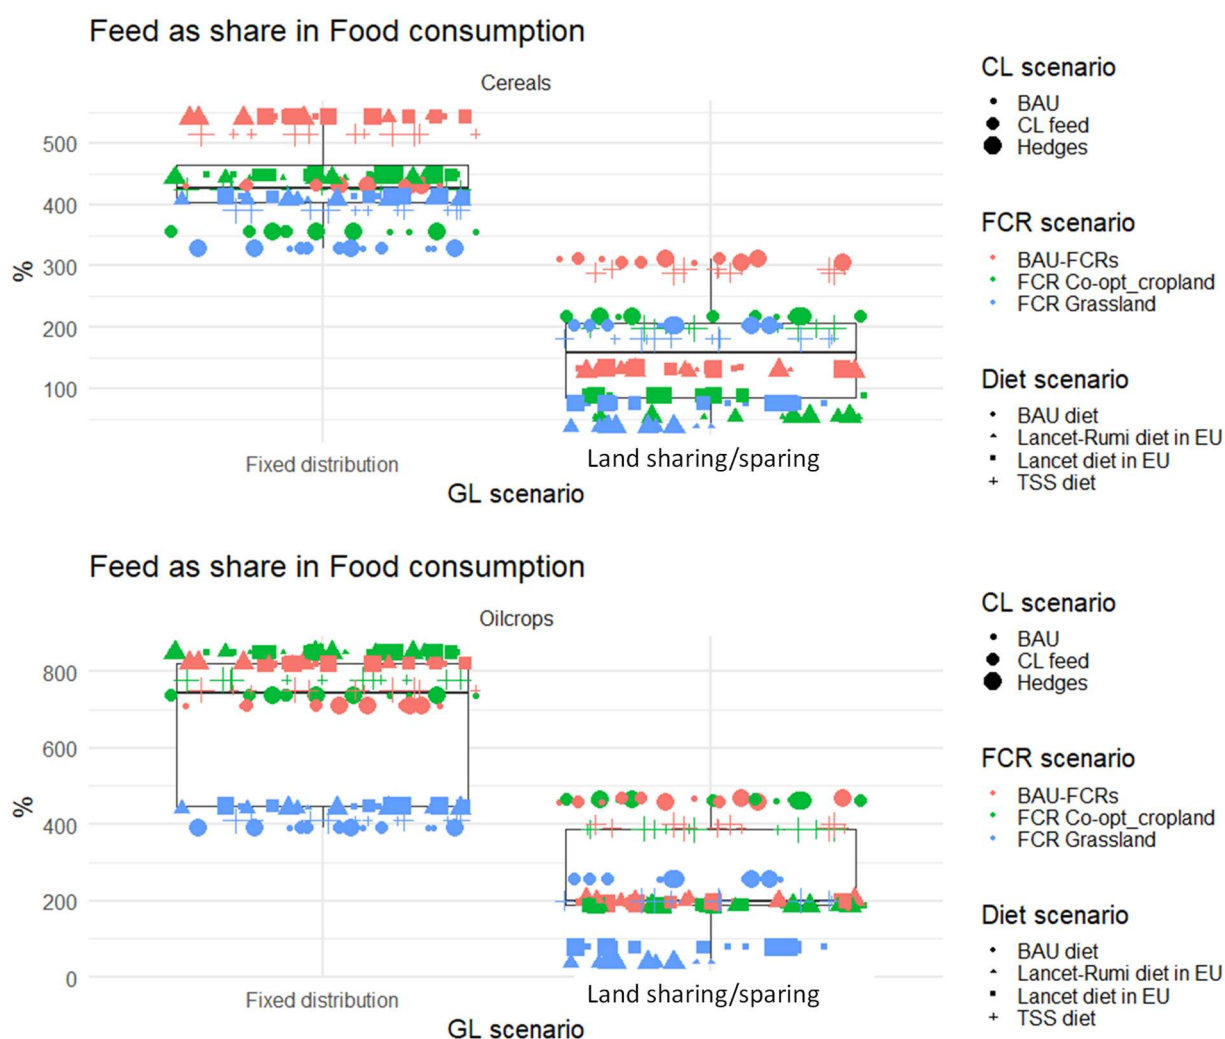 Feed as share in Food consumption
Cereals
%
500
400
300
200
100
Fixed distribution
Land sharing/sparing
GL scenario
CL scenario
BAU
CL feed
Hedges
FCR scenario
BAU-FCRs
FCR Co-opt_cropland
FCR Grassland
Diet scenario
BAU diet
Lancet-Rumi diet in EU
Lancet diet in EU
TSS diet
Feed as share in Food consumption
Oilcrops
%
800
600
400
200
0
Fixed distribution
Land sharing/sparing
GL scenario
CL scenario
BAU
CL feed
Hedges
FCR scenario
BAU-FCRs
FCR Co-opt_cropland
FCR Grassland
Diet scenario
BAU diet
Lancet-Rumi diet in EU
Lancet diet in EU
TSS diet